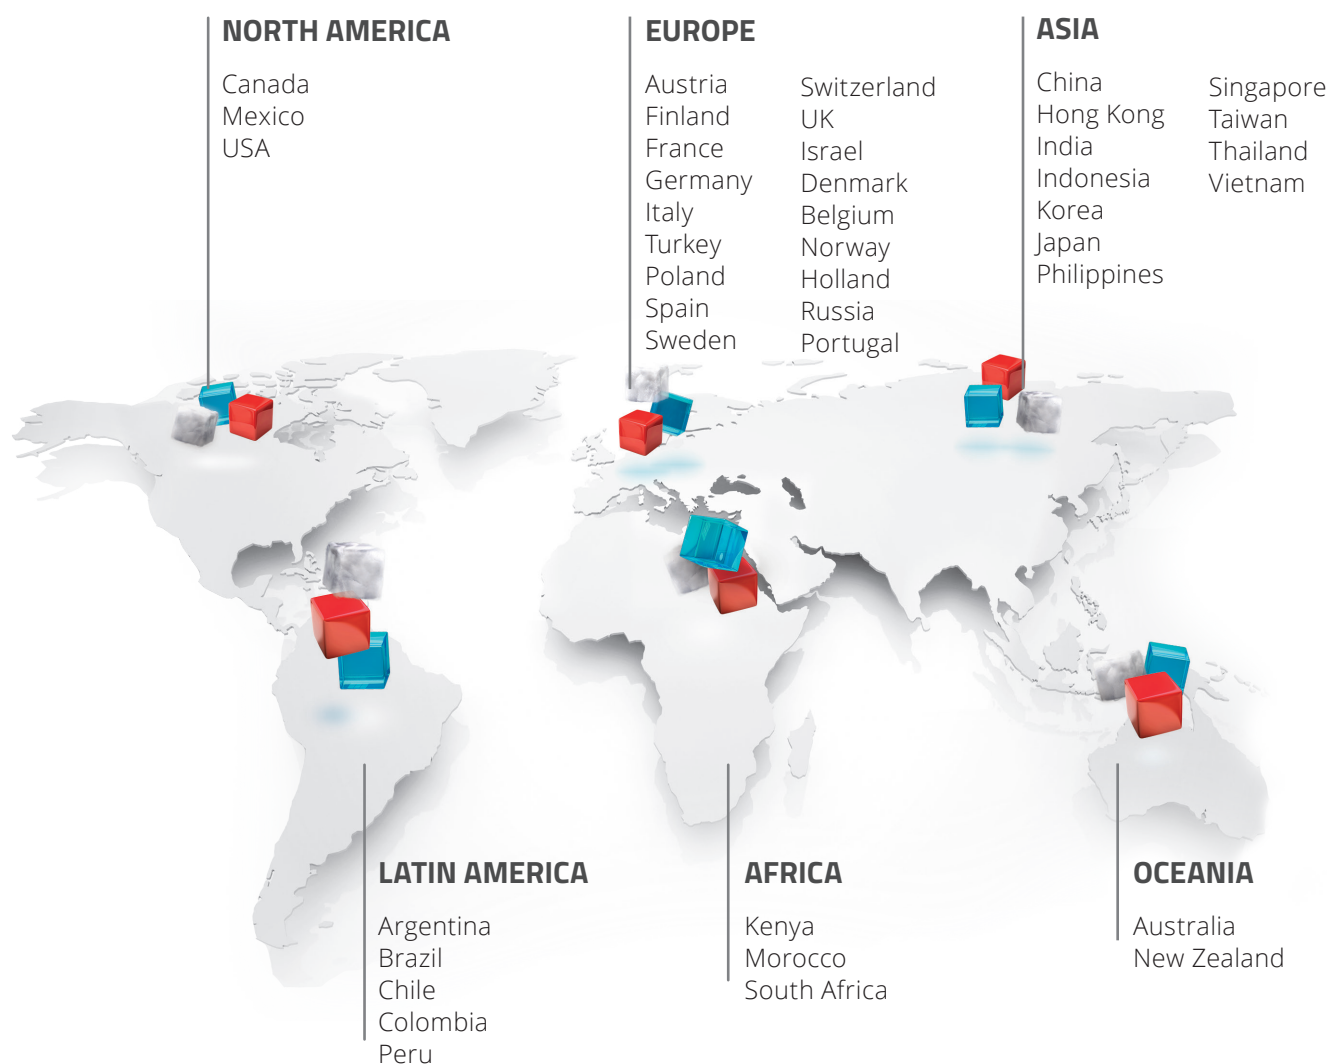 NORTH AMERICA
Canada
Mexico
USA
EUROPE
Austria
Finland
France
Germany
Italy
Turkey
Poland
Spain
Sweden
Switzerland
UK
Israel
Denmark
Belgium
Norway
Holland
Russia
Portugal
ASIA
China
Hong Kong
India
Indonesia
Korea
Japan
Philippines
Singapore
Taiwan
Thailand
Vietnam
LATIN AMERICA
Argentina
Brazil
Chile
Colombia
Peru
AFRICA
Kenya
Morocco
South Africa
OCEANIA
Australia
New Zealand